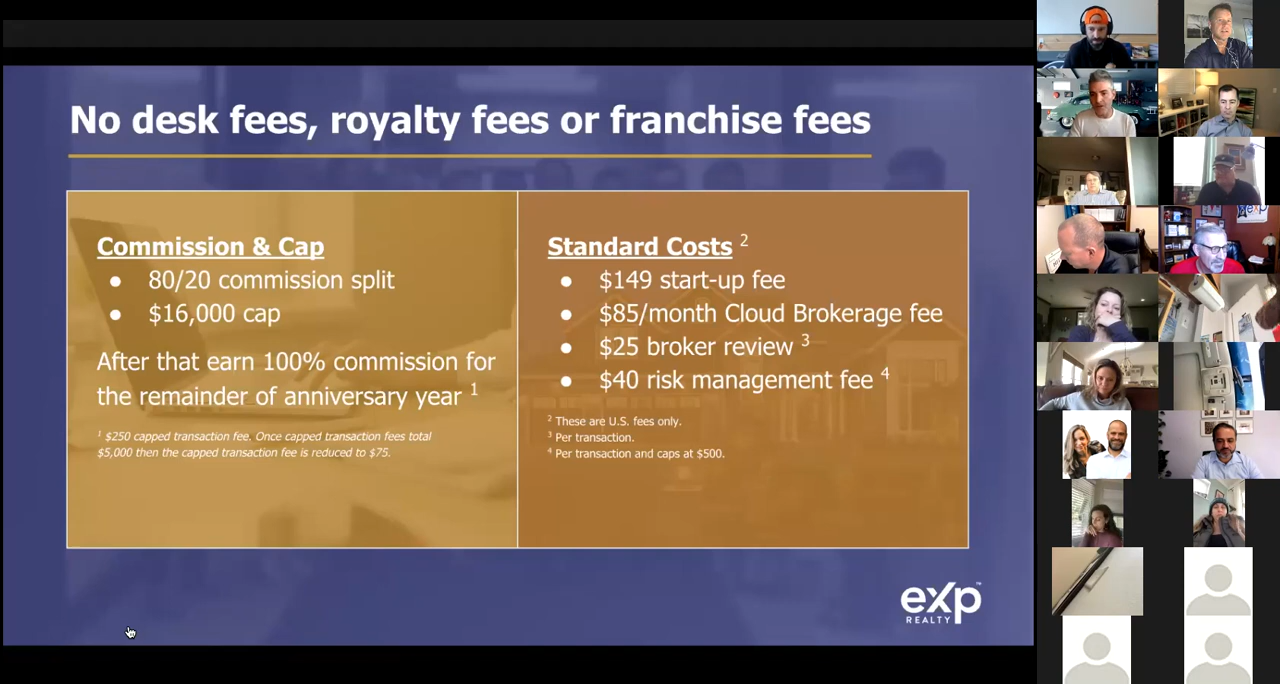 No desk fees, royalty fees or franchise fees
Commission & Cap
● 80/20 commission split
● $16,000 cap
After that earn 100% commission for
the remainder of anniversary year 1
1 $250 capped transaction fee. Once capped transaction fees total
$5,000 then the capped transaction fee is reduced to $75.
Standard Costs 2
● $149 start-up fee
● $85/month Cloud Brokerage fee
● $25 broker review 3
● $40 risk management fee 4
2 These are U.S. fees only.
3 Per transaction.
4 Per transaction and caps at $500.
eXp™
REALTY
eXp